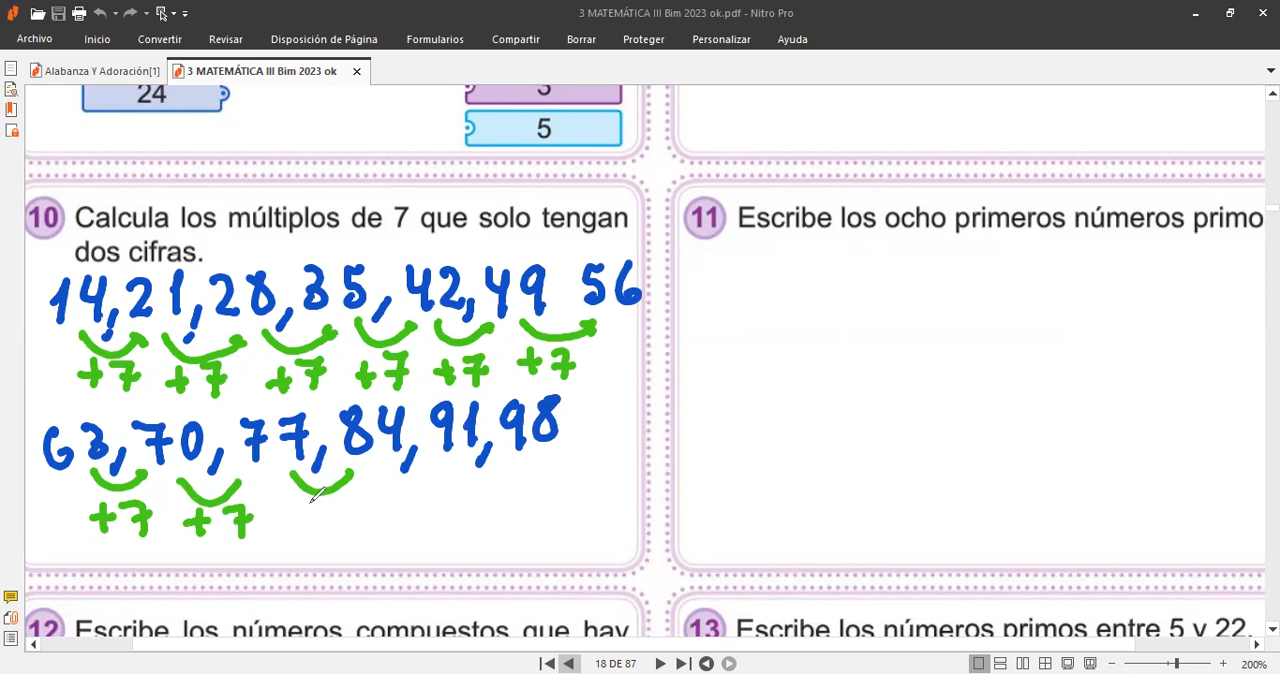 3 MATEMÁTICA III Bim 2023 ok.pdf - Nitro Pro
Archivo Inicio Convertir Revisar Disposición de Página Formularios Compartir Borrar Proteger Personalizar Ayuda
Alabanza Y Adoración[1] 3 MATEMÁTICA III Bim 2023 ok
24
3
5
10 Calcula los múltiplos de 7 que solo tengan
dos cifras.
14, 21, 28, 35, 42, 49 56
+7 +7 +7 +7 +7 +7
63, 70, 77, 84, 91, 98
+7 +7
11 Escribe los ocho primeros números primo
12 Escribe los números compuestos que hay
13 Escribe los números primos entre 5 y 22.
18 DE 87
200%